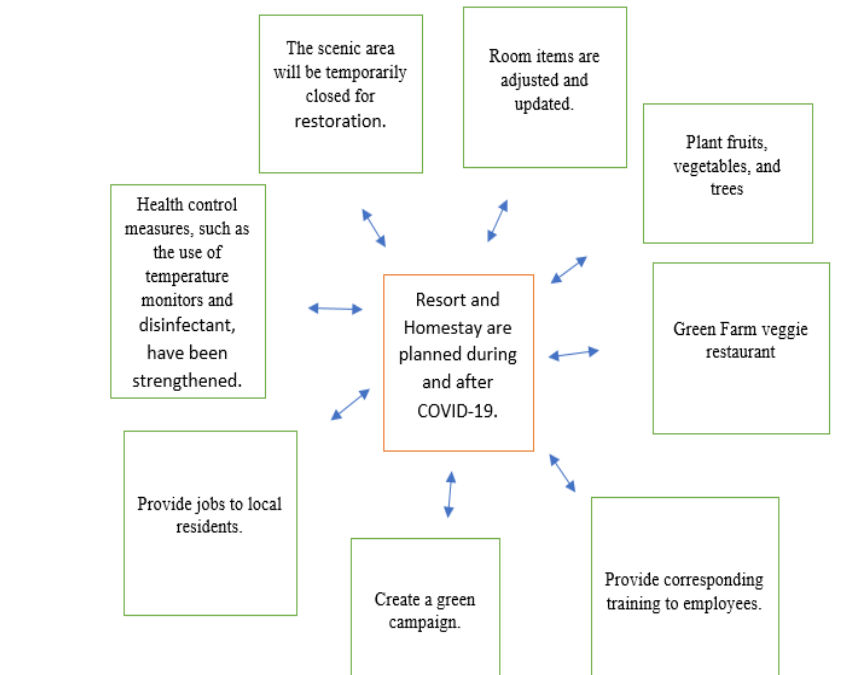 The scenic area
will be temporarily
closed for
restoration.
Room items are
adjusted and
updated.
Plant fruits,
vegetables, and
trees
Health control
measures, such as
the use of
temperature
monitors and
disinfectant,
have been
strengthened.
Resort and
Homestay are
planned during
and after
COVID-19.
Green Farm veggie
restaurant
Provide jobs to local
residents.
Create a green
campaign.
Provide corresponding
training to employees.